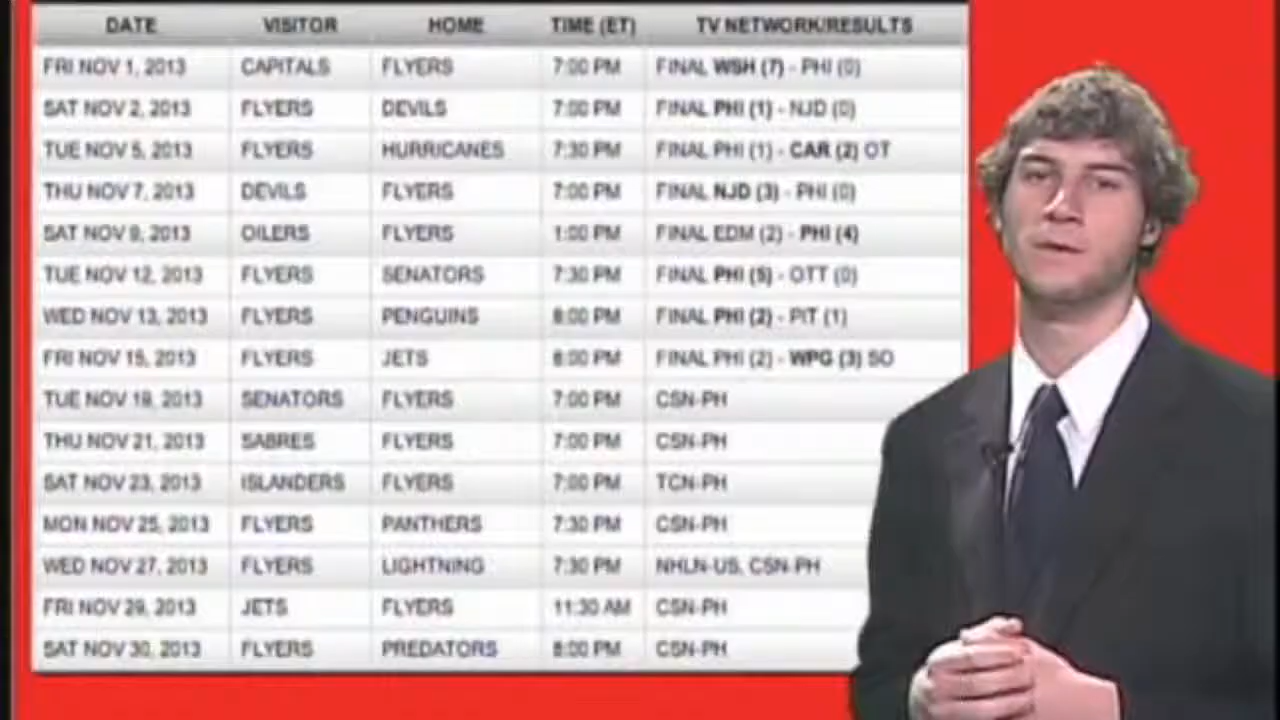 DATE VISITOR HOME TIME (ET) TV NETWORK/RESULTS
FRI NOV 1, 2013 CAPITALS FLYERS 7:00 PM FINAL WSH (7) - PHI (0)
SAT NOV 2, 2013 FLYERS DEVILS 7:00 PM FINAL PHI (1) - NJD (0)
TUE NOV 5, 2013 FLYERS HURRICANES 7:30 PM FINAL PHI (1) - CAR (2) OT
THU NOV 7, 2013 DEVILS FLYERS 7:00 PM FINAL NJD (3) - PHI (0)
SAT NOV 9, 2013 OILERS FLYERS 1:00 PM FINAL EDM (2) - PHI (4)
TUE NOV 12, 2013 FLYERS SENATORS 7:30 PM FINAL PHI (5) - OTT (0)
WED NOV 13, 2013 FLYERS PENGUINS 8:00 PM FINAL PHI (2) - PIT (1)
FRI NOV 15, 2013 FLYERS JETS 8:00 PM FINAL PHI (2) - WPG (3) SO
TUE NOV 19, 2013 SENATORS FLYERS 7:00 PM CSN-PH
THU NOV 21, 2013 SABRES FLYERS 7:00 PM CSN-PH
SAT NOV 23, 2013 ISLANDERS FLYERS 7:00 PM TCN-PH
MON NOV 25, 2013 FLYERS PANTHERS 7:30 PM CSN-PH
WED NOV 27, 2013 FLYERS LIGHTNING 7:30 PM NHLN-US, CSN-PH
FRI NOV 29, 2013 JETS FLYERS 11:30 AM CSN-PH
SAT NOV 30, 2013 FLYERS PREDATORS 8:00 PM CSN-PH